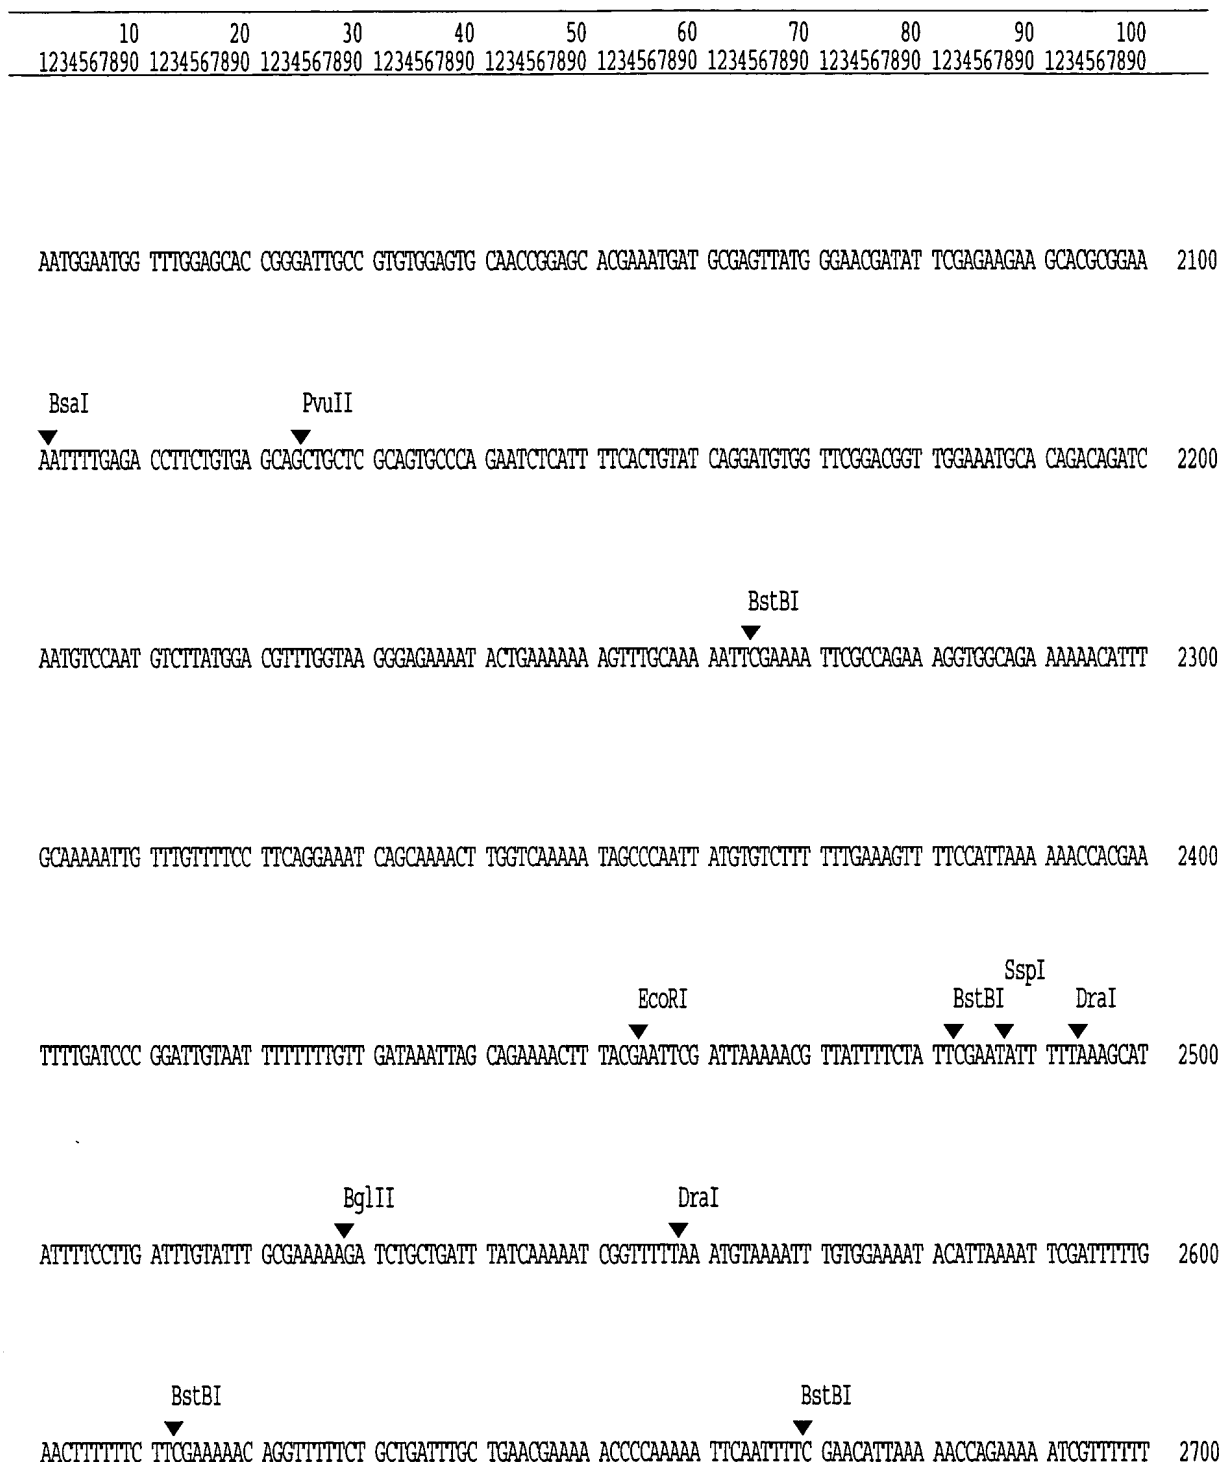 10 20 30 40 50 60 70 80 90 100
1234567890 1234567890 1234567890 1234567890 1234567890 1234567890 1234567890 1234567890 1234567890 1234567890
AATGGAATGG TTTGGAGCAC CGGGATTGCC GTGTGGAGTG CAACCGGAGC ACGAAATGAT GCGAGTTATG GGAACGATAT TCGAGAAGAA GCACGCGGAA 2100
BsaI PvuII
AATTTTGAGA CCTTCTGTGA GCAGCTGCTC GCAGTGCCCA GAATCTCATT TTCACTGTAT CAGGATGTGG TTCGGACGGT TGGAAATGCA CAGACAGATC 2200
BstBI
AATGTCCAAT GTCTTATGGA CGTTTGGTAA GGGAGAAAAT ACTGAAAAAA AGTTTGCAAA AATTCGAAAA TTCGCCAGAA AGGTGGCAGA AAAAACATTT 2300
GCAAAAATTG TTTGTTTTCC TTCAGGAAAT CAGCAAAACT TGGTCAAAAA TAGCCCAATT ATGTGTCTTT TTTGAAAGTT TTCCATTAAA AAACCACGAA 2400
SspI
EcoRI BstBI DraI
TTTTGATCCC GGATTGTAAT TTTTTTTGTT GATAAATTAG CAGAAAACTT TACGAATTCG ATTAAAAACG TTATTTTCTA TTCGAATATT TTTAAAGCAT 2500
BglII DraI
ATTTTCCTTG ATTTGTATTT GCGAAAAAGA TCTGCTGATT TATCAAAAAT CGGTTTTTAA ATGTAAAATT TGTGGAAAAT ACATTAAAAT TCGATTTTTG 2600
BstBI BstBI
AACTTTTTTC TTCGAAAAAC AGGTTTTTCT GCTGATTTGC TGAACGAAAA ACCCCAAAAA TTCAATTTTC GAACATTAAA AACCAGAAAA ATCGTTTTTT 2700